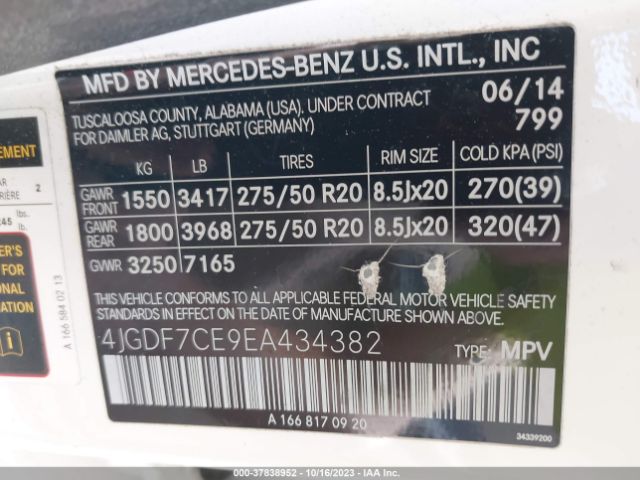 MFD BY MERCEDES-BENZ U.S. INTL., INC
TUSCALOOSA COUNTY, ALABAMA (USA). UNDER CONTRACT
FOR DAIMLER AG, STUTTGART (GERMANY)
06/14
799
KG LB TIRES RIM SIZE COLD KPA(PSI)
GAWR FRONT 1550 3417 275/50 R20 8.5Jx20 270(39)
GAWR REAR 1800 3968 275/50 R20 8.5Jx20 320(47)
GVWR 3250 7165
THIS VEHICLE CONFORMS TO ALL APPLICABLE FEDERAL MOTOR VEHICLE SAFETY
STANDARDS IN EFFECT ON THE DATE OF MANUFACTURE SHOWN ABOVE.
4JGDF7CE9EA434382
TYPE: MPV
A 166 817 09 20
34339200
A 166 584 02 13
2
lbs.
lb.
FOR
000-37838952 - 10/16/2023 - IAA Inc.